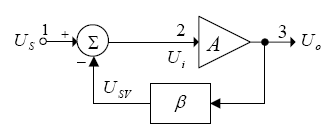 U_S 1 + Σ 2 A 3 U_o
− U_i
U_SV β